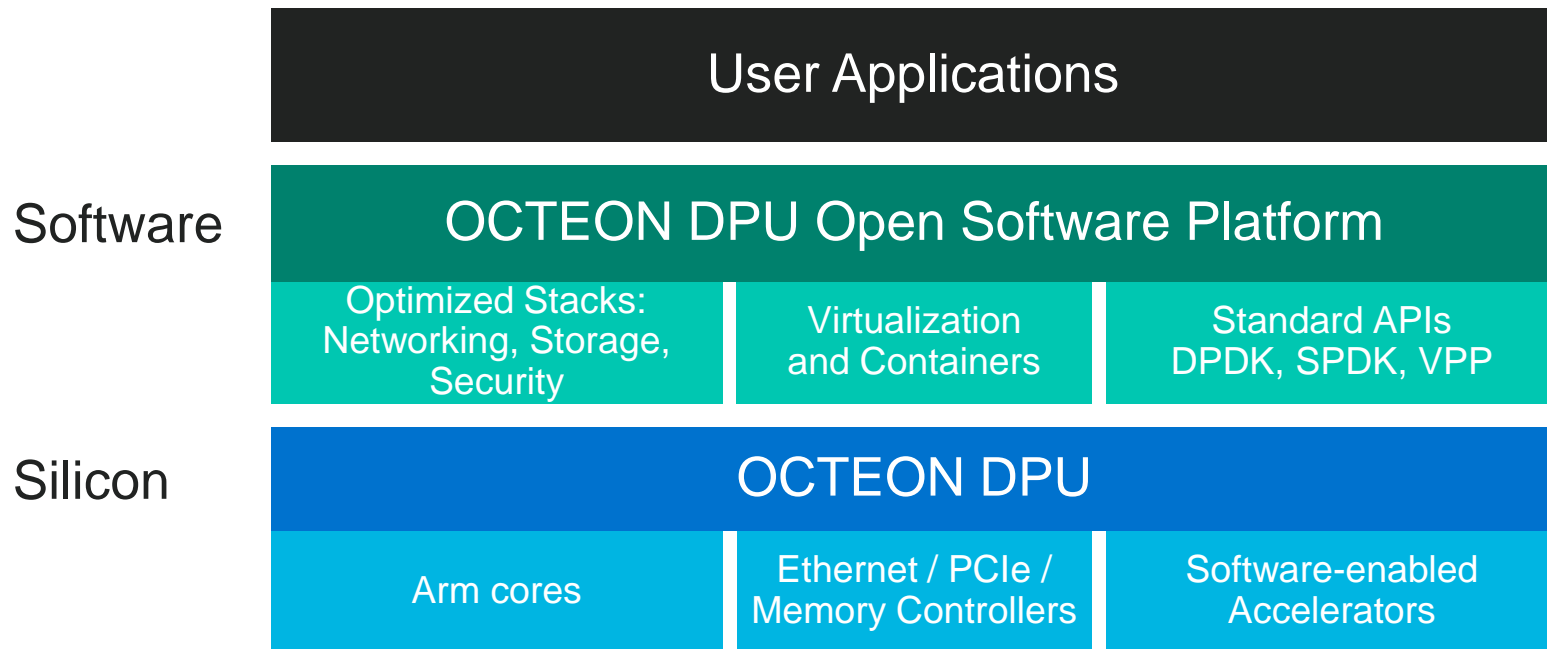 User Applications
Software
OCTEON DPU Open Software Platform
Optimized Stacks:
Networking, Storage,
Security
Virtualization
and Containers
Standard APIs
DPDK, SPDK, VPP
Silicon
OCTEON DPU
Arm cores
Ethernet / PCIe /
Memory Controllers
Software-enabled
Accelerators